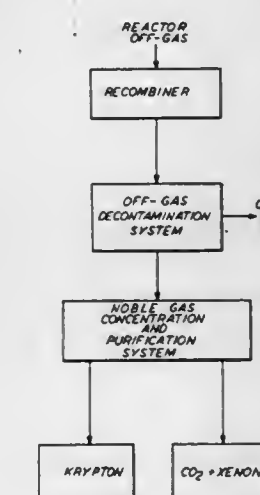 REACTOR
OFF-GAS
RECOMBINER
OFF-GAS
DECONTAMINATION
SYSTEM
NOBLE GAS
CONCENTRATION
AND
PURIFICATION
SYSTEM
KRYPTON
CO2 + XENON